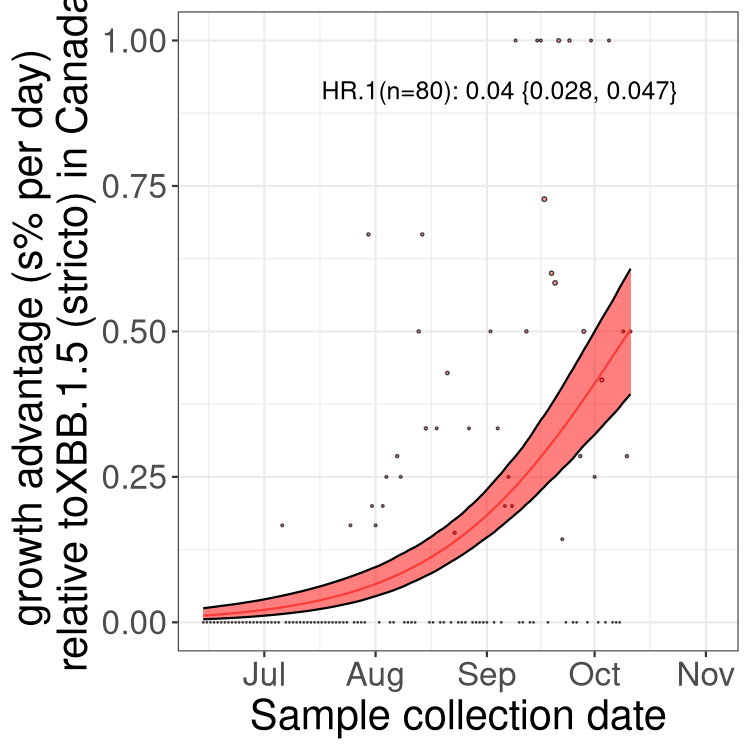 growth advantage (s% per day)
relative toXBB.1.5 (stricto) in Canada
1.00
0.75
0.50
0.25
0.00
HR.1(n=80): 0.04 {0.028, 0.047}
Jul Aug Sep Oct Nov
Sample collection date